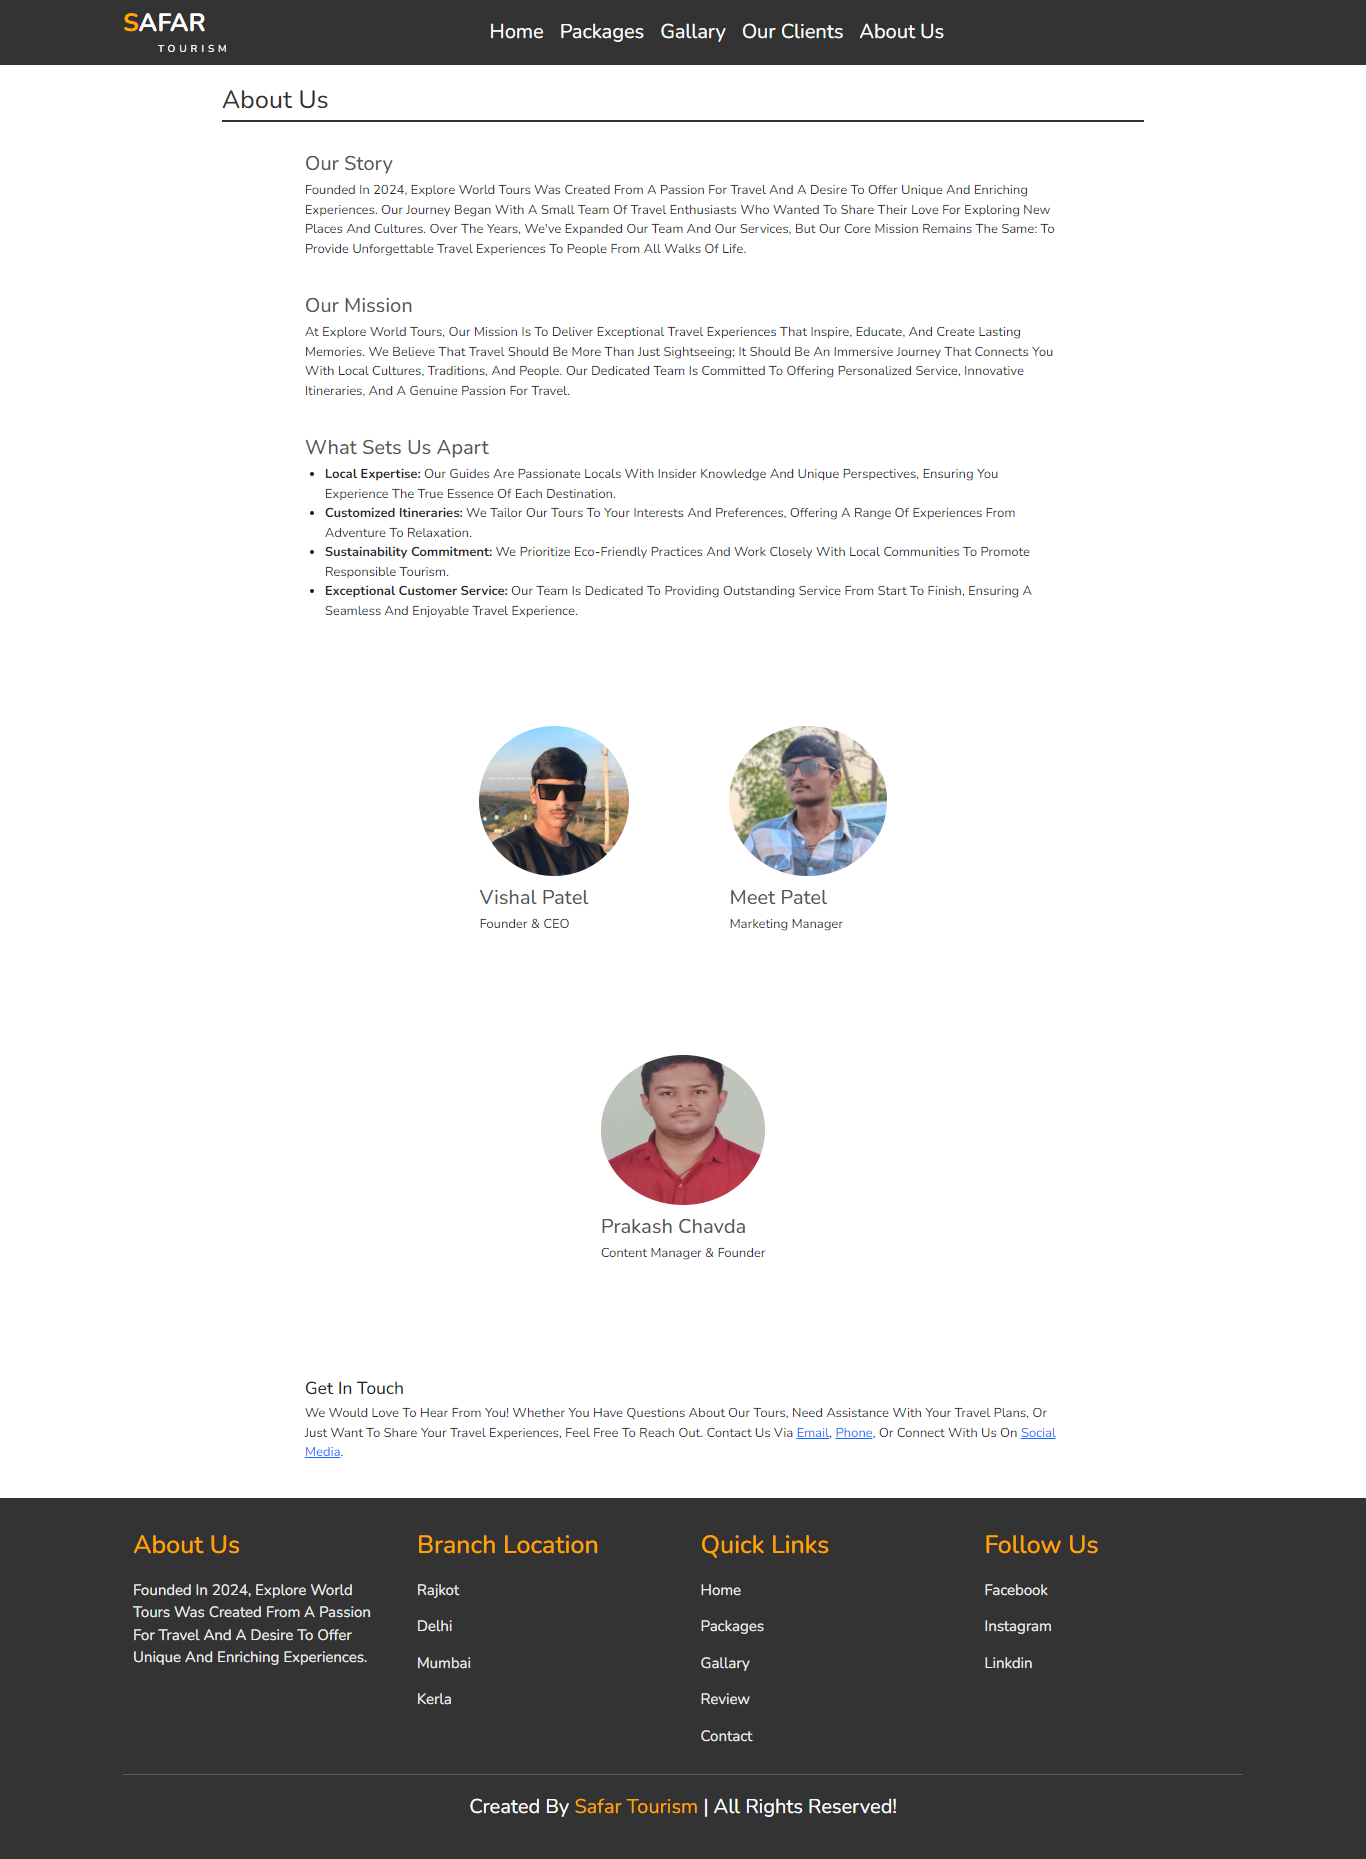 SAFAR
TOURISM
Home Packages Gallary Our Clients About Us
About Us
Our Story
Founded In 2024, Explore World Tours Was Created From A Passion For Travel And A Desire To Offer Unique And Enriching
Experiences. Our Journey Began With A Small Team Of Travel Enthusiasts Who Wanted To Share Their Love For Exploring New
Places And Cultures. Over The Years, We've Expanded Our Team And Our Services, But Our Core Mission Remains The Same: To
Provide Unforgettable Travel Experiences To People From All Walks Of Life.
Our Mission
At Explore World Tours, Our Mission Is To Deliver Exceptional Travel Experiences That Inspire, Educate, And Create Lasting
Memories. We Believe That Travel Should Be More Than Just Sightseeing; It Should Be An Immersive Journey That Connects You
With Local Cultures, Traditions, And People. Our Dedicated Team Is Committed To Offering Personalized Service, Innovative
Itineraries, And A Genuine Passion For Travel.
What Sets Us Apart
• Local Expertise: Our Guides Are Passionate Locals With Insider Knowledge And Unique Perspectives, Ensuring You
Experience The True Essence Of Each Destination.
• Customized Itineraries: We Tailor Our Tours To Your Interests And Preferences, Offering A Range Of Experiences From
Adventure To Relaxation.
• Sustainability Commitment: We Prioritize Eco-Friendly Practices And Work Closely With Local Communities To Promote
Responsible Tourism.
• Exceptional Customer Service: Our Team Is Dedicated To Providing Outstanding Service From Start To Finish, Ensuring A
Seamless And Enjoyable Travel Experience.
Vishal Patel
Founder & CEO
Meet Patel
Marketing Manager
Prakash Chavda
Content Manager & Founder
Get In Touch
We Would Love To Hear From You! Whether You Have Questions About Our Tours, Need Assistance With Your Travel Plans, Or
Just Want To Share Your Travel Experiences, Feel Free To Reach Out. Contact Us Via Email, Phone, Or Connect With Us On Social
Media.
About Us
Founded In 2024, Explore World
Tours Was Created From A Passion
For Travel And A Desire To Offer
Unique And Enriching Experiences.
Branch Location
Rajkot
Delhi
Mumbai
Kerla
Quick Links
Home
Packages
Gallary
Review
Contact
Follow Us
Facebook
Instagram
Linkdin
Created By Safar Tourism | All Rights Reserved!